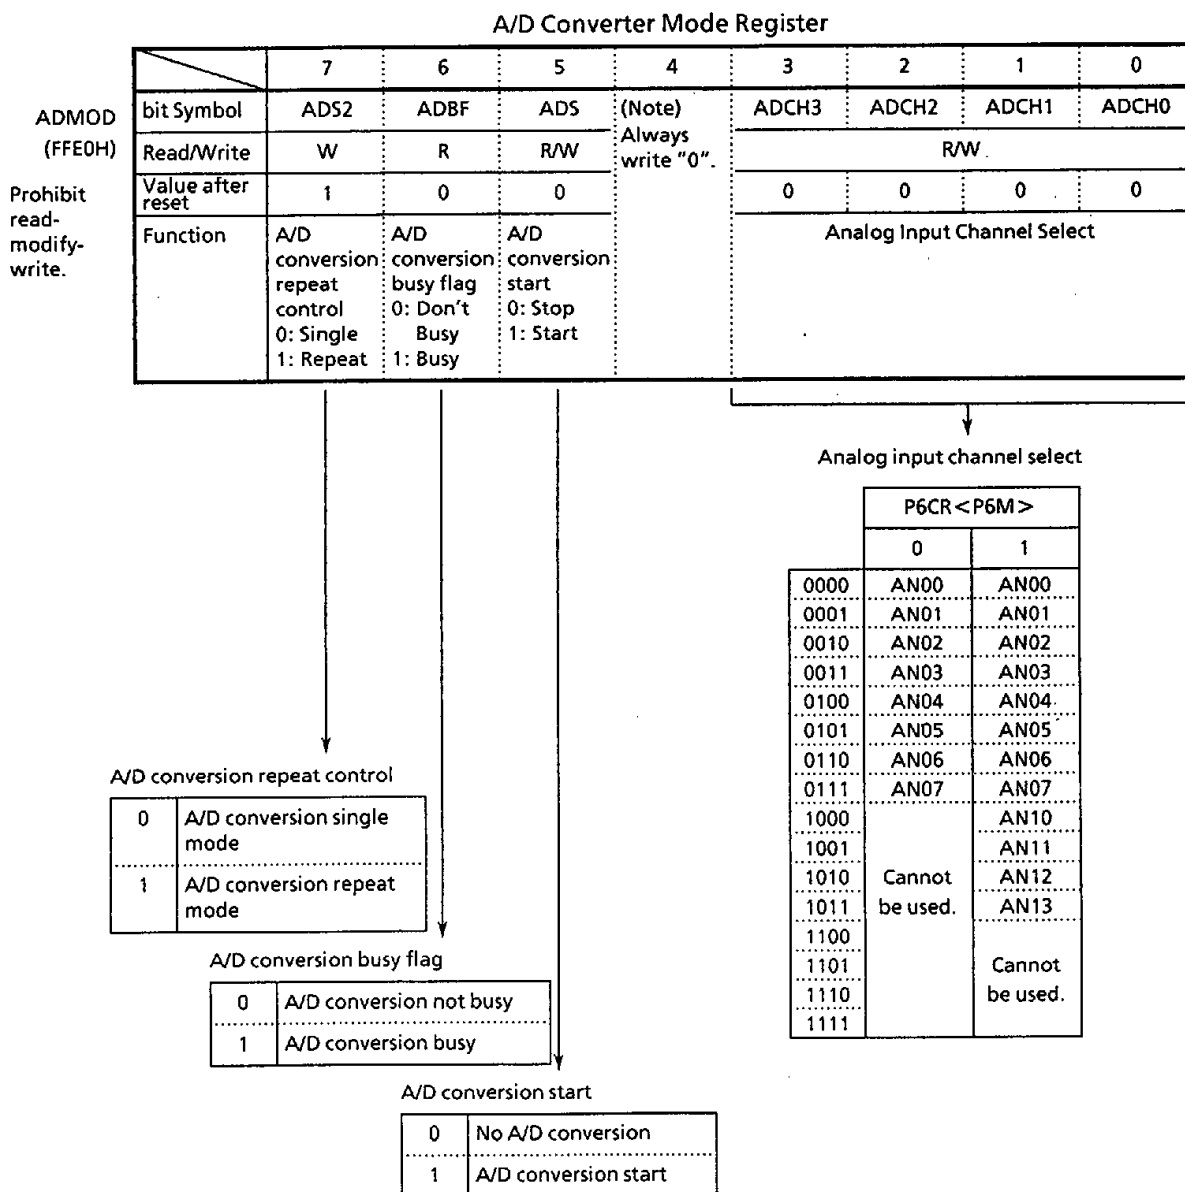 A/D Converter Mode Register
7 6 5 4 3 2 1 0
ADMOD
(FFE0H)
Prohibit
read-
modify-
write.
bit Symbol ADS2 ADBF ADS (Note) ADCH3 ADCH2 ADCH1 ADCH0
Always
write "0".
Read/Write W R R/W R/W
Value after
reset
1 0 0 0 0 0 0
Function
A/D
conversion
repeat
control
0: Single
1: Repeat
A/D
conversion
busy flag
0: Don't
Busy
1: Busy
A/D
conversion
start
0: Stop
1: Start
Analog Input Channel Select
Analog input channel select
P6CR<P6M>
0 1
0000 AN00 AN00
0001 AN01 AN01
0010 AN02 AN02
0011 AN03 AN03
0100 AN04 AN04
0101 AN05 AN05
0110 AN06 AN06
0111 AN07 AN07
1000 AN10
1001 AN11
1010 Cannot AN12
1011 be used. AN13
1100
1101 Cannot
1110 be used.
1111
A/D conversion repeat control
0 A/D conversion single
mode
1 A/D conversion repeat
mode
A/D conversion busy flag
0 A/D conversion not busy
1 A/D conversion busy
A/D conversion start
0 No A/D conversion
1 A/D conversion start